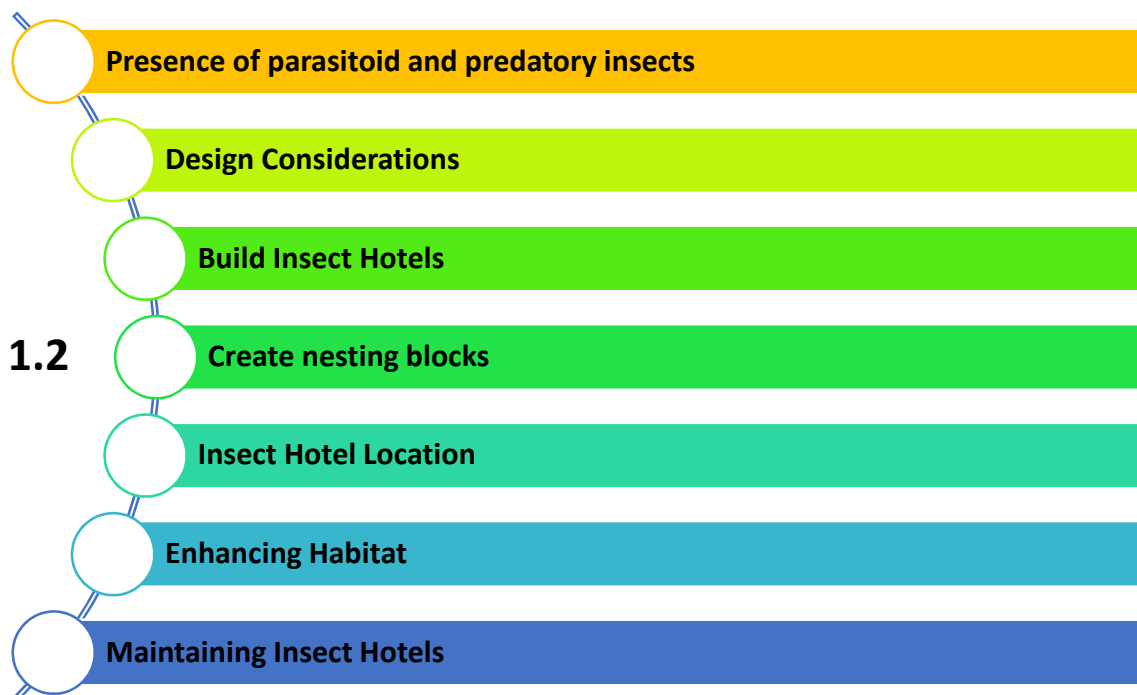 Presence of parasitoid and predatory insects
Design Considerations
Build Insect Hotels
1.2
Create nesting blocks
Insect Hotel Location
Enhancing Habitat
Maintaining Insect Hotels